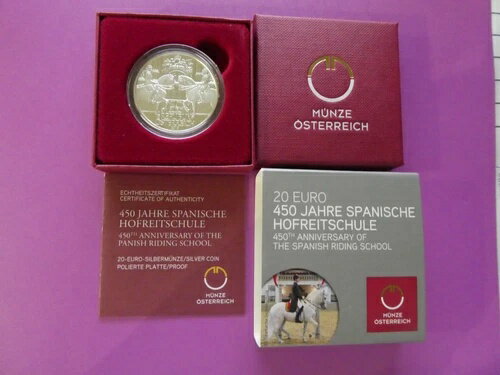 MÜNZE
ÖSTERREICH
ECHTHEITSZERTIFIKAT
CERTIFICATE OF AUTHENTICITY
450 JAHRE SPANISCHE
HOFREITSCHULE
450TH ANNIVERSARY OF THE
PANISH RIDING SCHOOL
20-EURO-SILBERMÜNZE/SILVER COIN
POLIERTE PLATTE/PROOF
MÜNZE
ÖSTERREICH
20 EURO
450 JAHRE SPANISCHE
HOFREITSCHULE
450TH ANNIVERSARY OF
THE SPANISH RIDING SCHOOL
MÜNZE
ÖSTERREICH